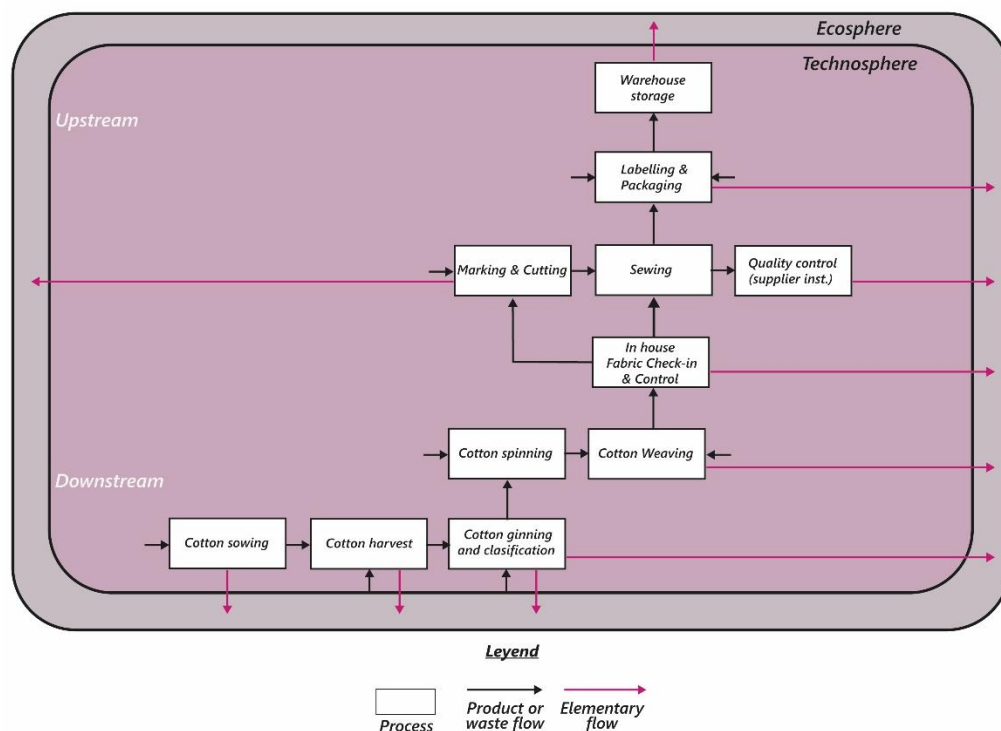 Ecosphere
Technosphere
Warehouse
storage
Upstream
Labelling &
Packaging
Marking & Cutting
Sewing
Quality control
(supplier inst.)
In house
Fabric Check-in
& Control
Cotton spinning
Cotton Weaving
Downstream
Cotton sowing
Cotton harvest
Cotton ginning
and clasification
Leyend
Process
Product or
waste flow
Elementary
flow